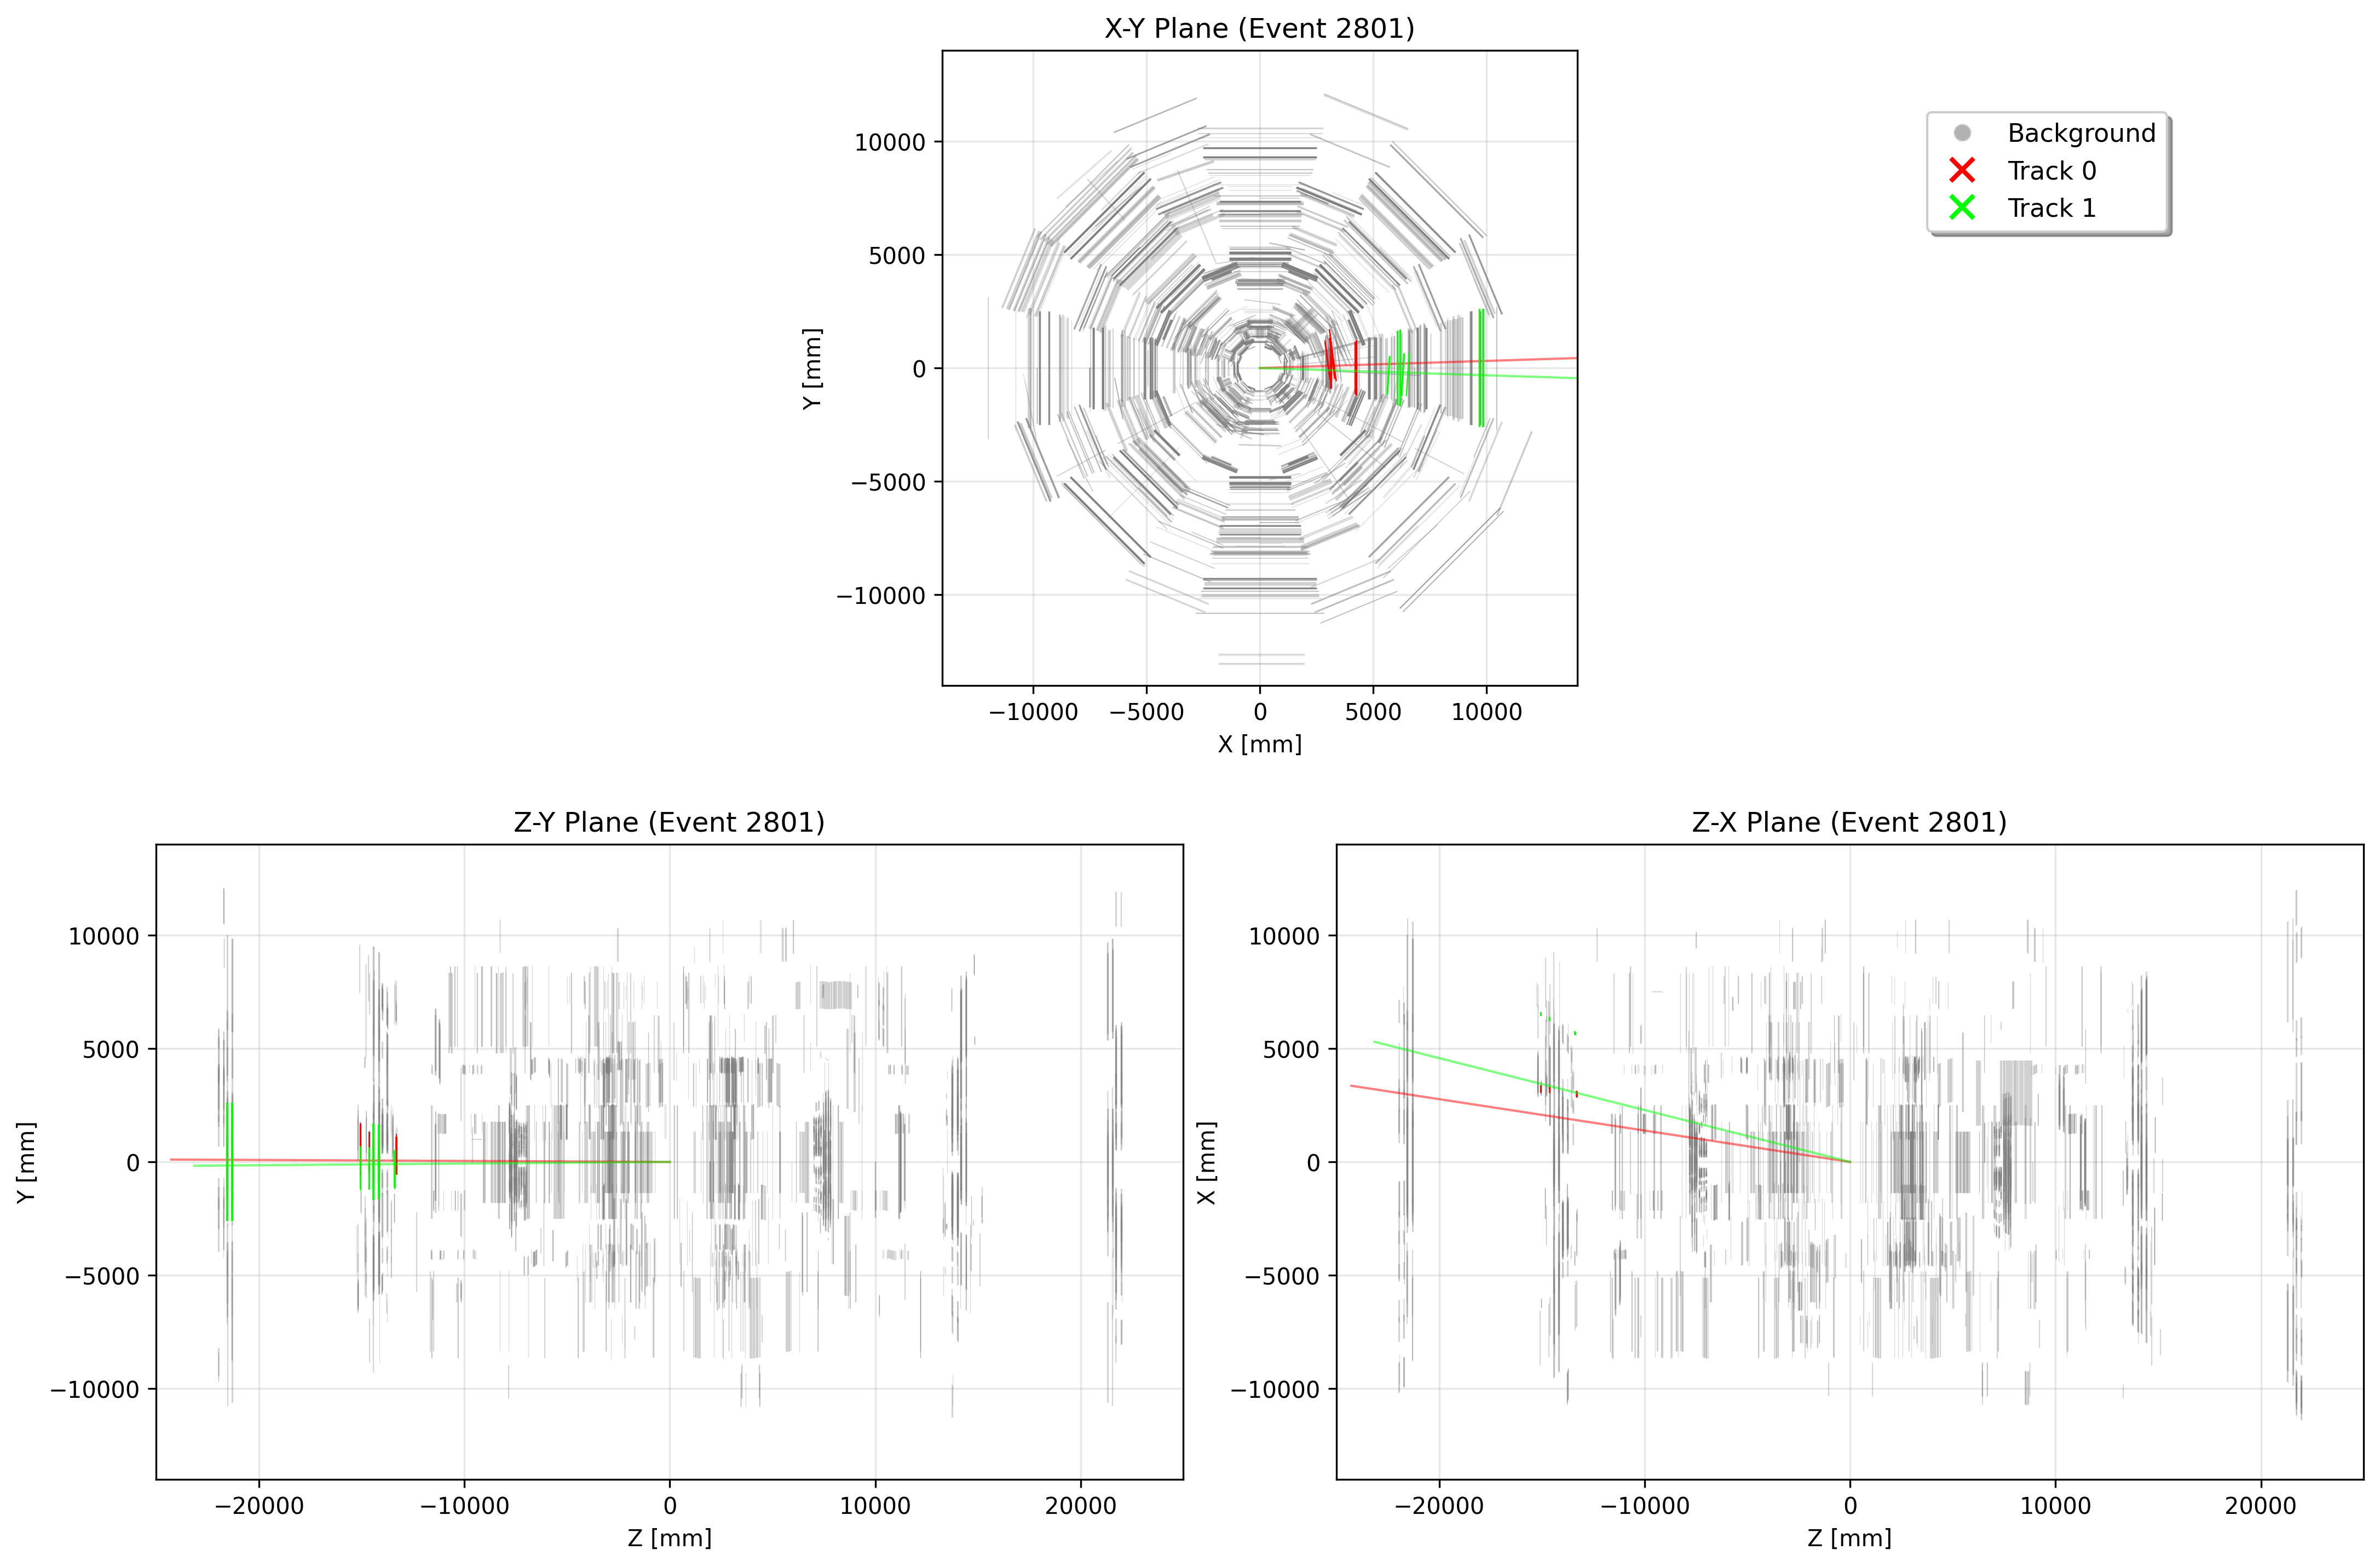 X-Y Plane (Event 2801)
10000
5000
0
−5000
−10000
Y [mm]
−10000 −5000 0 5000 10000
X [mm]
Background
Track 0
Track 1
Z-Y Plane (Event 2801)
10000
5000
0
−5000
−10000
Y [mm]
−20000 −10000 0 10000 20000
Z [mm]
Z-X Plane (Event 2801)
10000
5000
0
−5000
−10000
X [mm]
−20000 −10000 0 10000 20000
Z [mm]